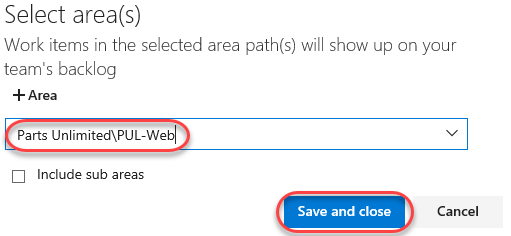 Select area(s)
Work items in the selected area path(s) will show up on your
team's backlog
+Area
Parts Unlimited\PUL-Web
Include sub areas
Save and close Cancel